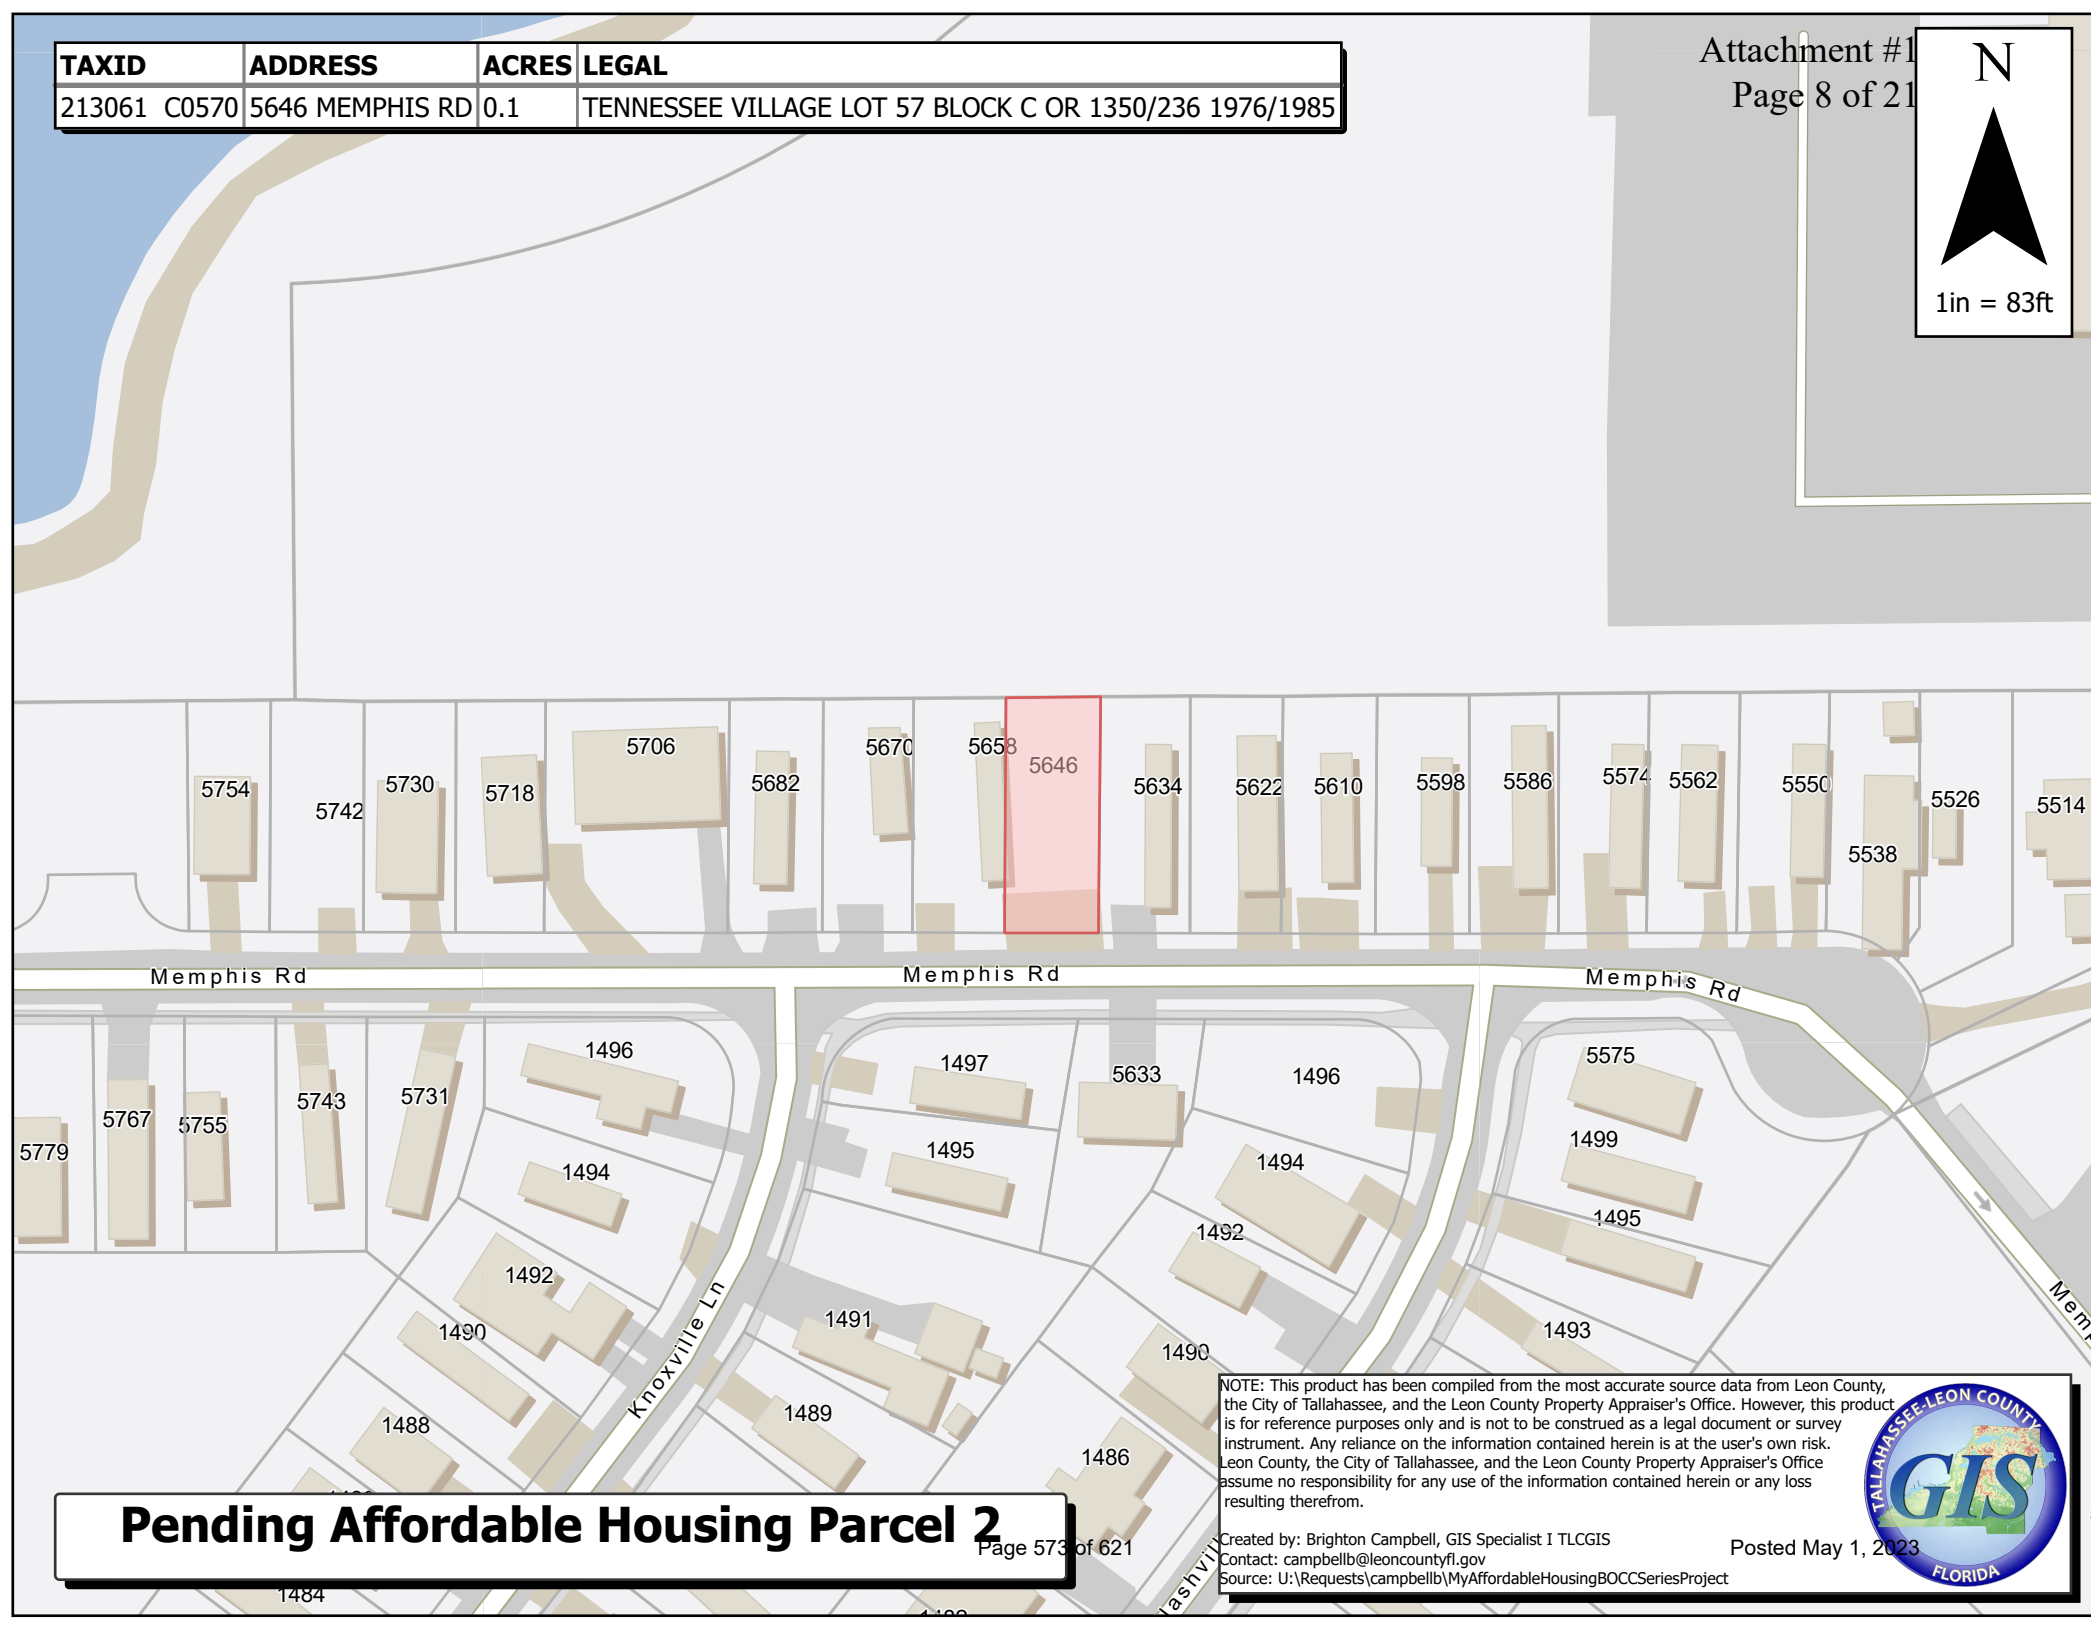 Attachment #1
Page 8 of 21
TAXID ADDRESS ACRES LEGAL
213061 C0570 5646 MEMPHIS RD 0.1 TENNESSEE VILLAGE LOT 57 BLOCK C OR 1350/236 1976/1985
N
1in = 83ft
5754
5742
5730
5718
5706
5682
5670
5658
5646
5634
5622
5610
5598
5586
5574
5562
5550
5538
5526
5514
Memphis Rd
Memphis Rd
Memphis Rd
5779
5767
5755
5743
5731
1496
1494
1492
1490
1488
1484
Knoxville Ln
1497
1495
1491
1489
5633
1496
1494
1492
1490
1486
5575
1499
1495
1493
Pending Affordable Housing Parcel 2
Page 573 of 621
NOTE: This product has been compiled from the most accurate source data from Leon County,
the City of Tallahassee, and the Leon County Property Appraiser's Office. However, this product
is for reference purposes only and is not to be construed as a legal document or survey
instrument. Any reliance on the information contained herein is at the user's own risk.
Leon County, the City of Tallahassee, and the Leon County Property Appraiser's Office
assume no responsibility for any use of the information contained herein or any loss
resulting therefrom.
Created by: Brighton Campbell, GIS Specialist I TLCGIS
Contact: campbellb@leoncountyfl.gov
Source: U:\Requests\campbellb\MyAffordableHousingBOCCSeriesProject
Posted May 1, 2023
TALLAHASSEE-LEON COUNTY
GIS
FLORIDA